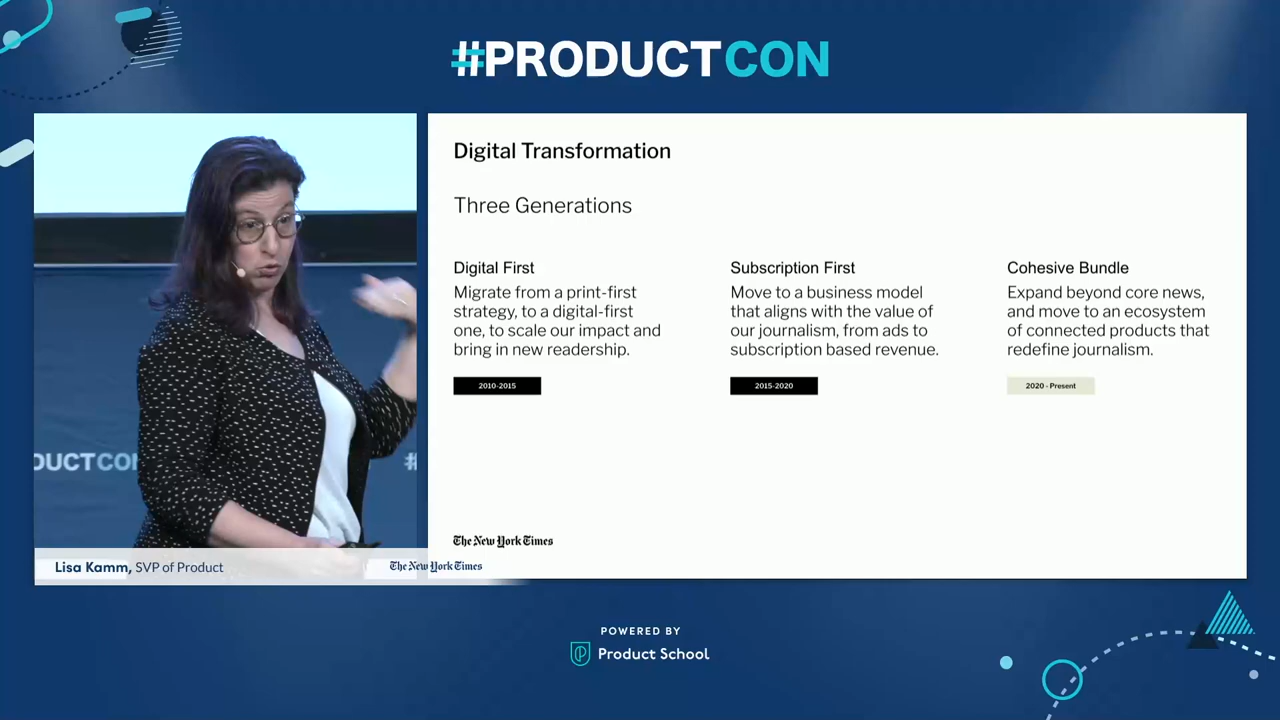 #PRODUCTCON
Digital Transformation
Three Generations
Digital First
Migrate from a print-first
strategy, to a digital-first
one, to scale our impact and
bring in new readership.
2010-2015
Subscription First
Move to a business model
that aligns with the value of
our journalism, from ads to
subscription based revenue.
2015-2020
Cohesive Bundle
Expand beyond core news,
and move to an ecosystem
of connected products that
redefine journalism.
2020 - Present
The New York Times
DUCTCON
#
Lisa Kamm, SVP of Product
The New York Times
POWERED BY
Product School